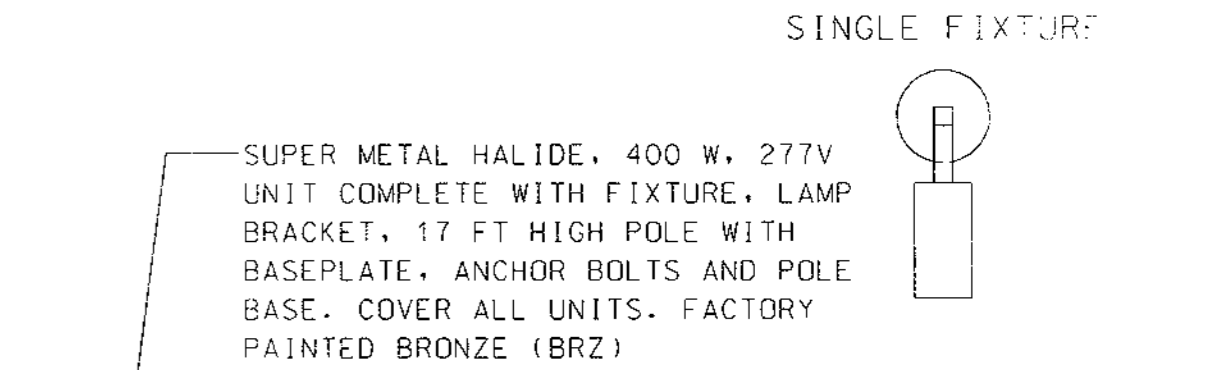 SINGLE FIXTURE
SUPER METAL HALIDE, 400 W, 277V
UNIT COMPLETE WITH FIXTURE, LAMP
BRACKET, 17 FT HIGH POLE WITH
BASEPLATE, ANCHOR BOLTS AND POLE
BASE. COVER ALL UNITS. FACTORY
PAINTED BRONZE (BRZ)